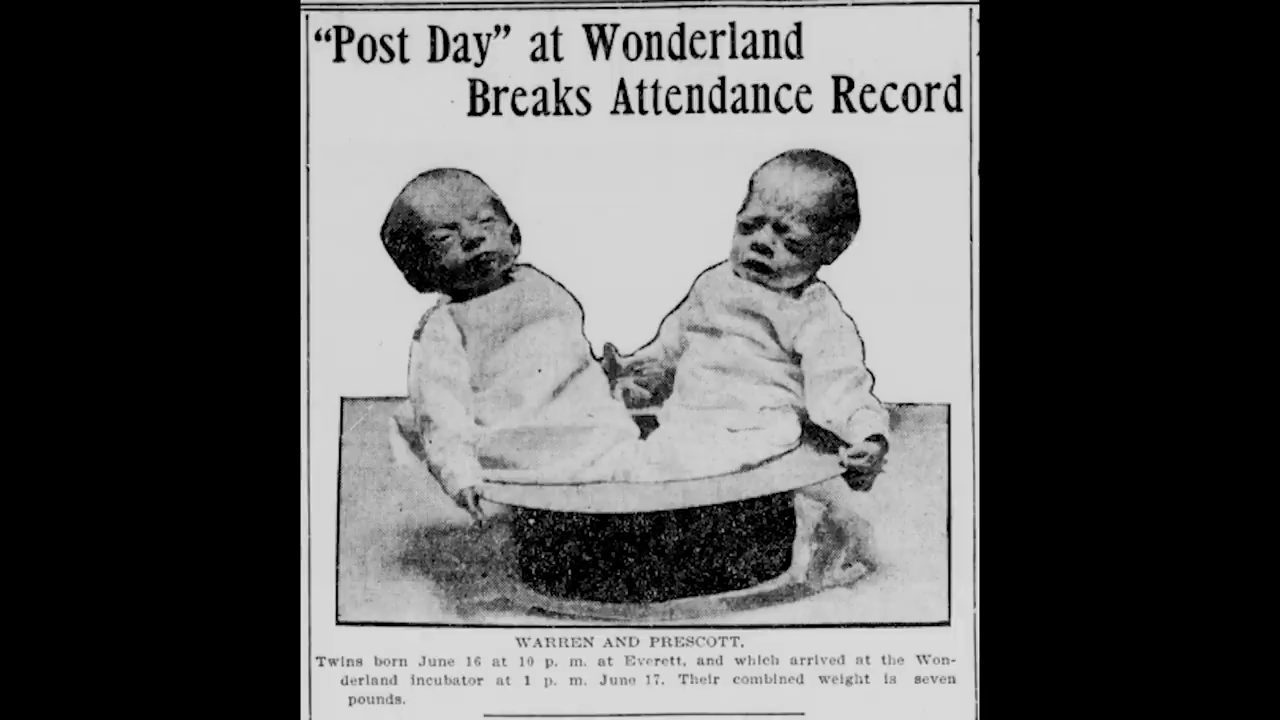 “Post Day” at Wonderland
Breaks Attendance Record
WARREN AND PRESCOTT.
Twins born June 16 at 10 p. m. at Everett, and which arrived at the Won-
derland incubator at 1 p. m. June 17. Their combined weight is seven
pounds.